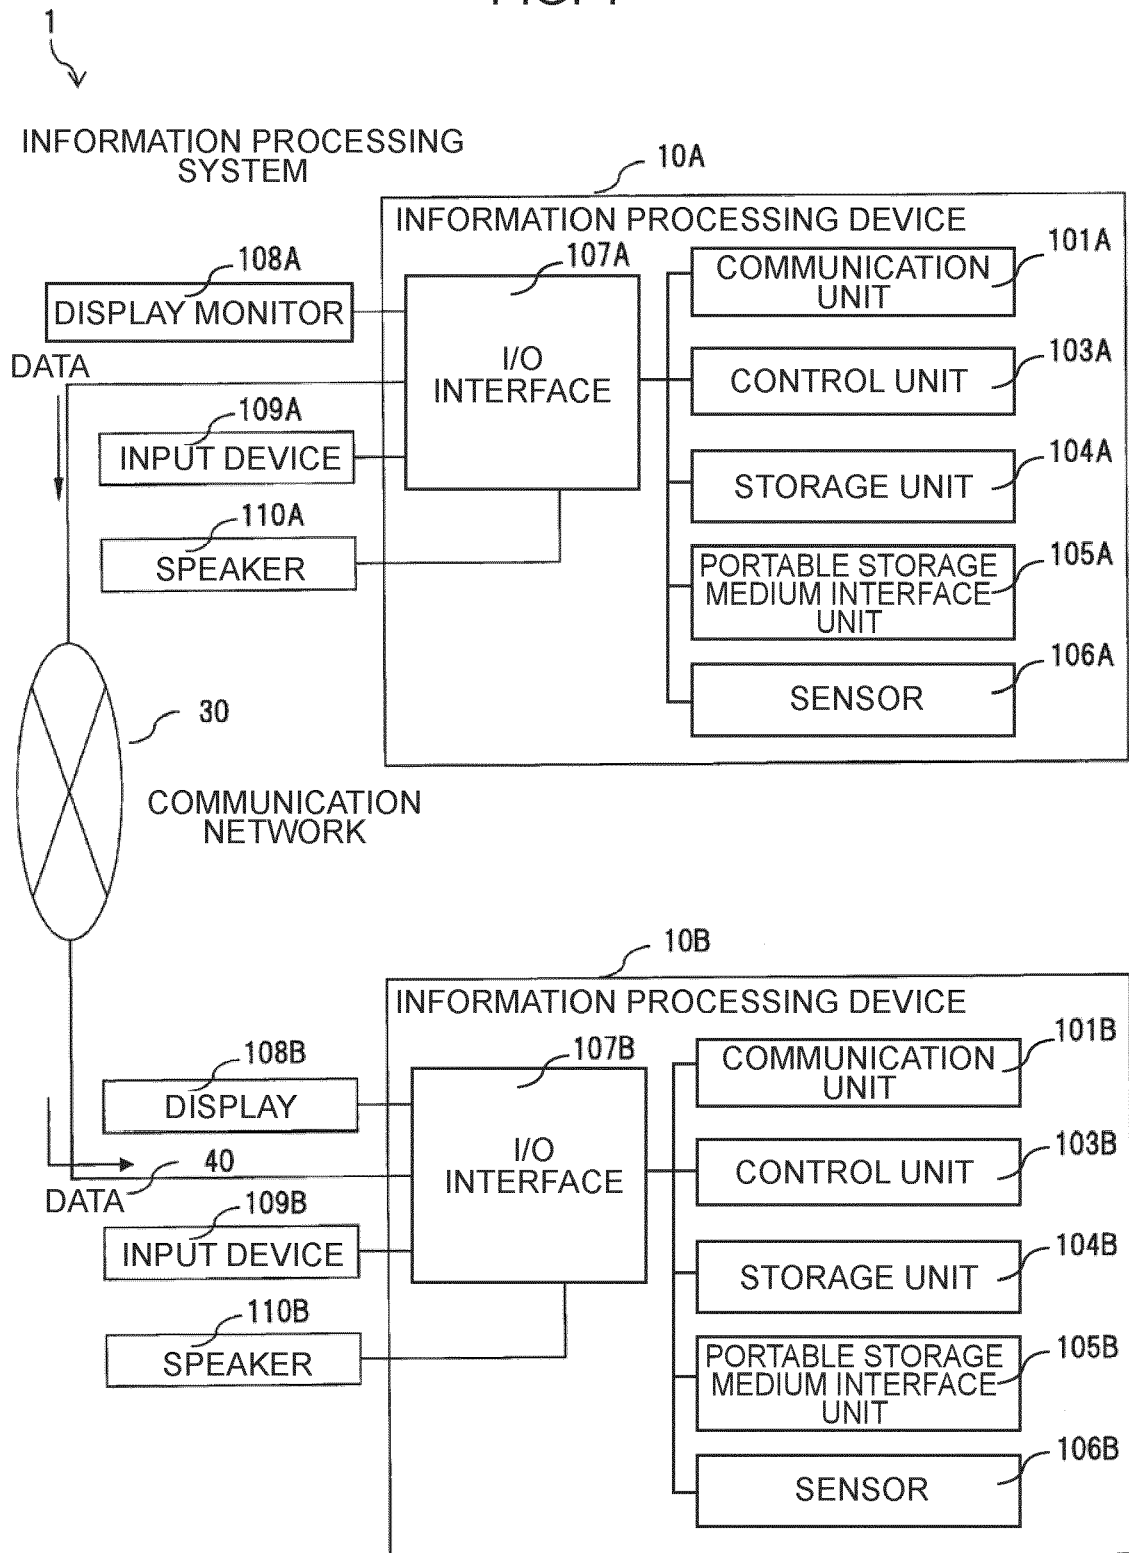 1
INFORMATION PROCESSING
SYSTEM
10A
INFORMATION PROCESSING DEVICE
108A
DISPLAY MONITOR
107A
I/O
INTERFACE
101A
COMMUNICATION
UNIT
DATA
103A
CONTROL UNIT
109A
INPUT DEVICE
104A
STORAGE UNIT
110A
SPEAKER
105A
PORTABLE STORAGE
MEDIUM INTERFACE
UNIT
106A
SENSOR
30
COMMUNICATION
NETWORK
10B
INFORMATION PROCESSING DEVICE
108B
DISPLAY
107B
I/O
INTERFACE
101B
COMMUNICATION
UNIT
103B
CONTROL UNIT
40
DATA
109B
INPUT DEVICE
104B
STORAGE UNIT
110B
SPEAKER
105B
PORTABLE STORAGE
MEDIUM INTERFACE
UNIT
106B
SENSOR